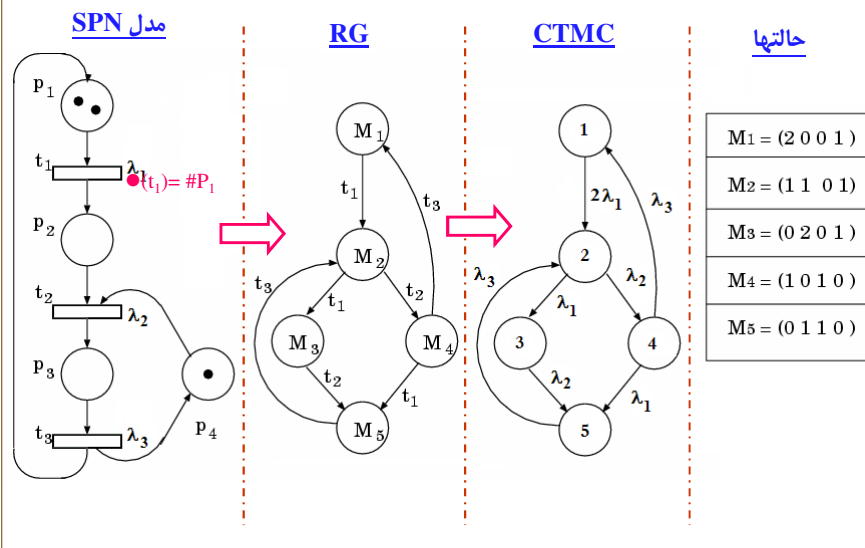 مدل SPN
p1
t1
λ1
●(t1)= #P1
p2
t2
λ2
p3
p4
t3
λ3
RG
M1
t1
t3
M2
t3
t1
t2
M3
M4
t2
t1
M5
CTMC
1
2λ1
λ3
2
λ3
λ1
λ2
3
4
λ2
λ1
5
حالتها
M1 = (2 0 0 1 )
M2 = (1 1 0 1)
M3 = (0 2 0 1)
M4 = (1 0 1 0 )
M5 = (0 1 1 0 )